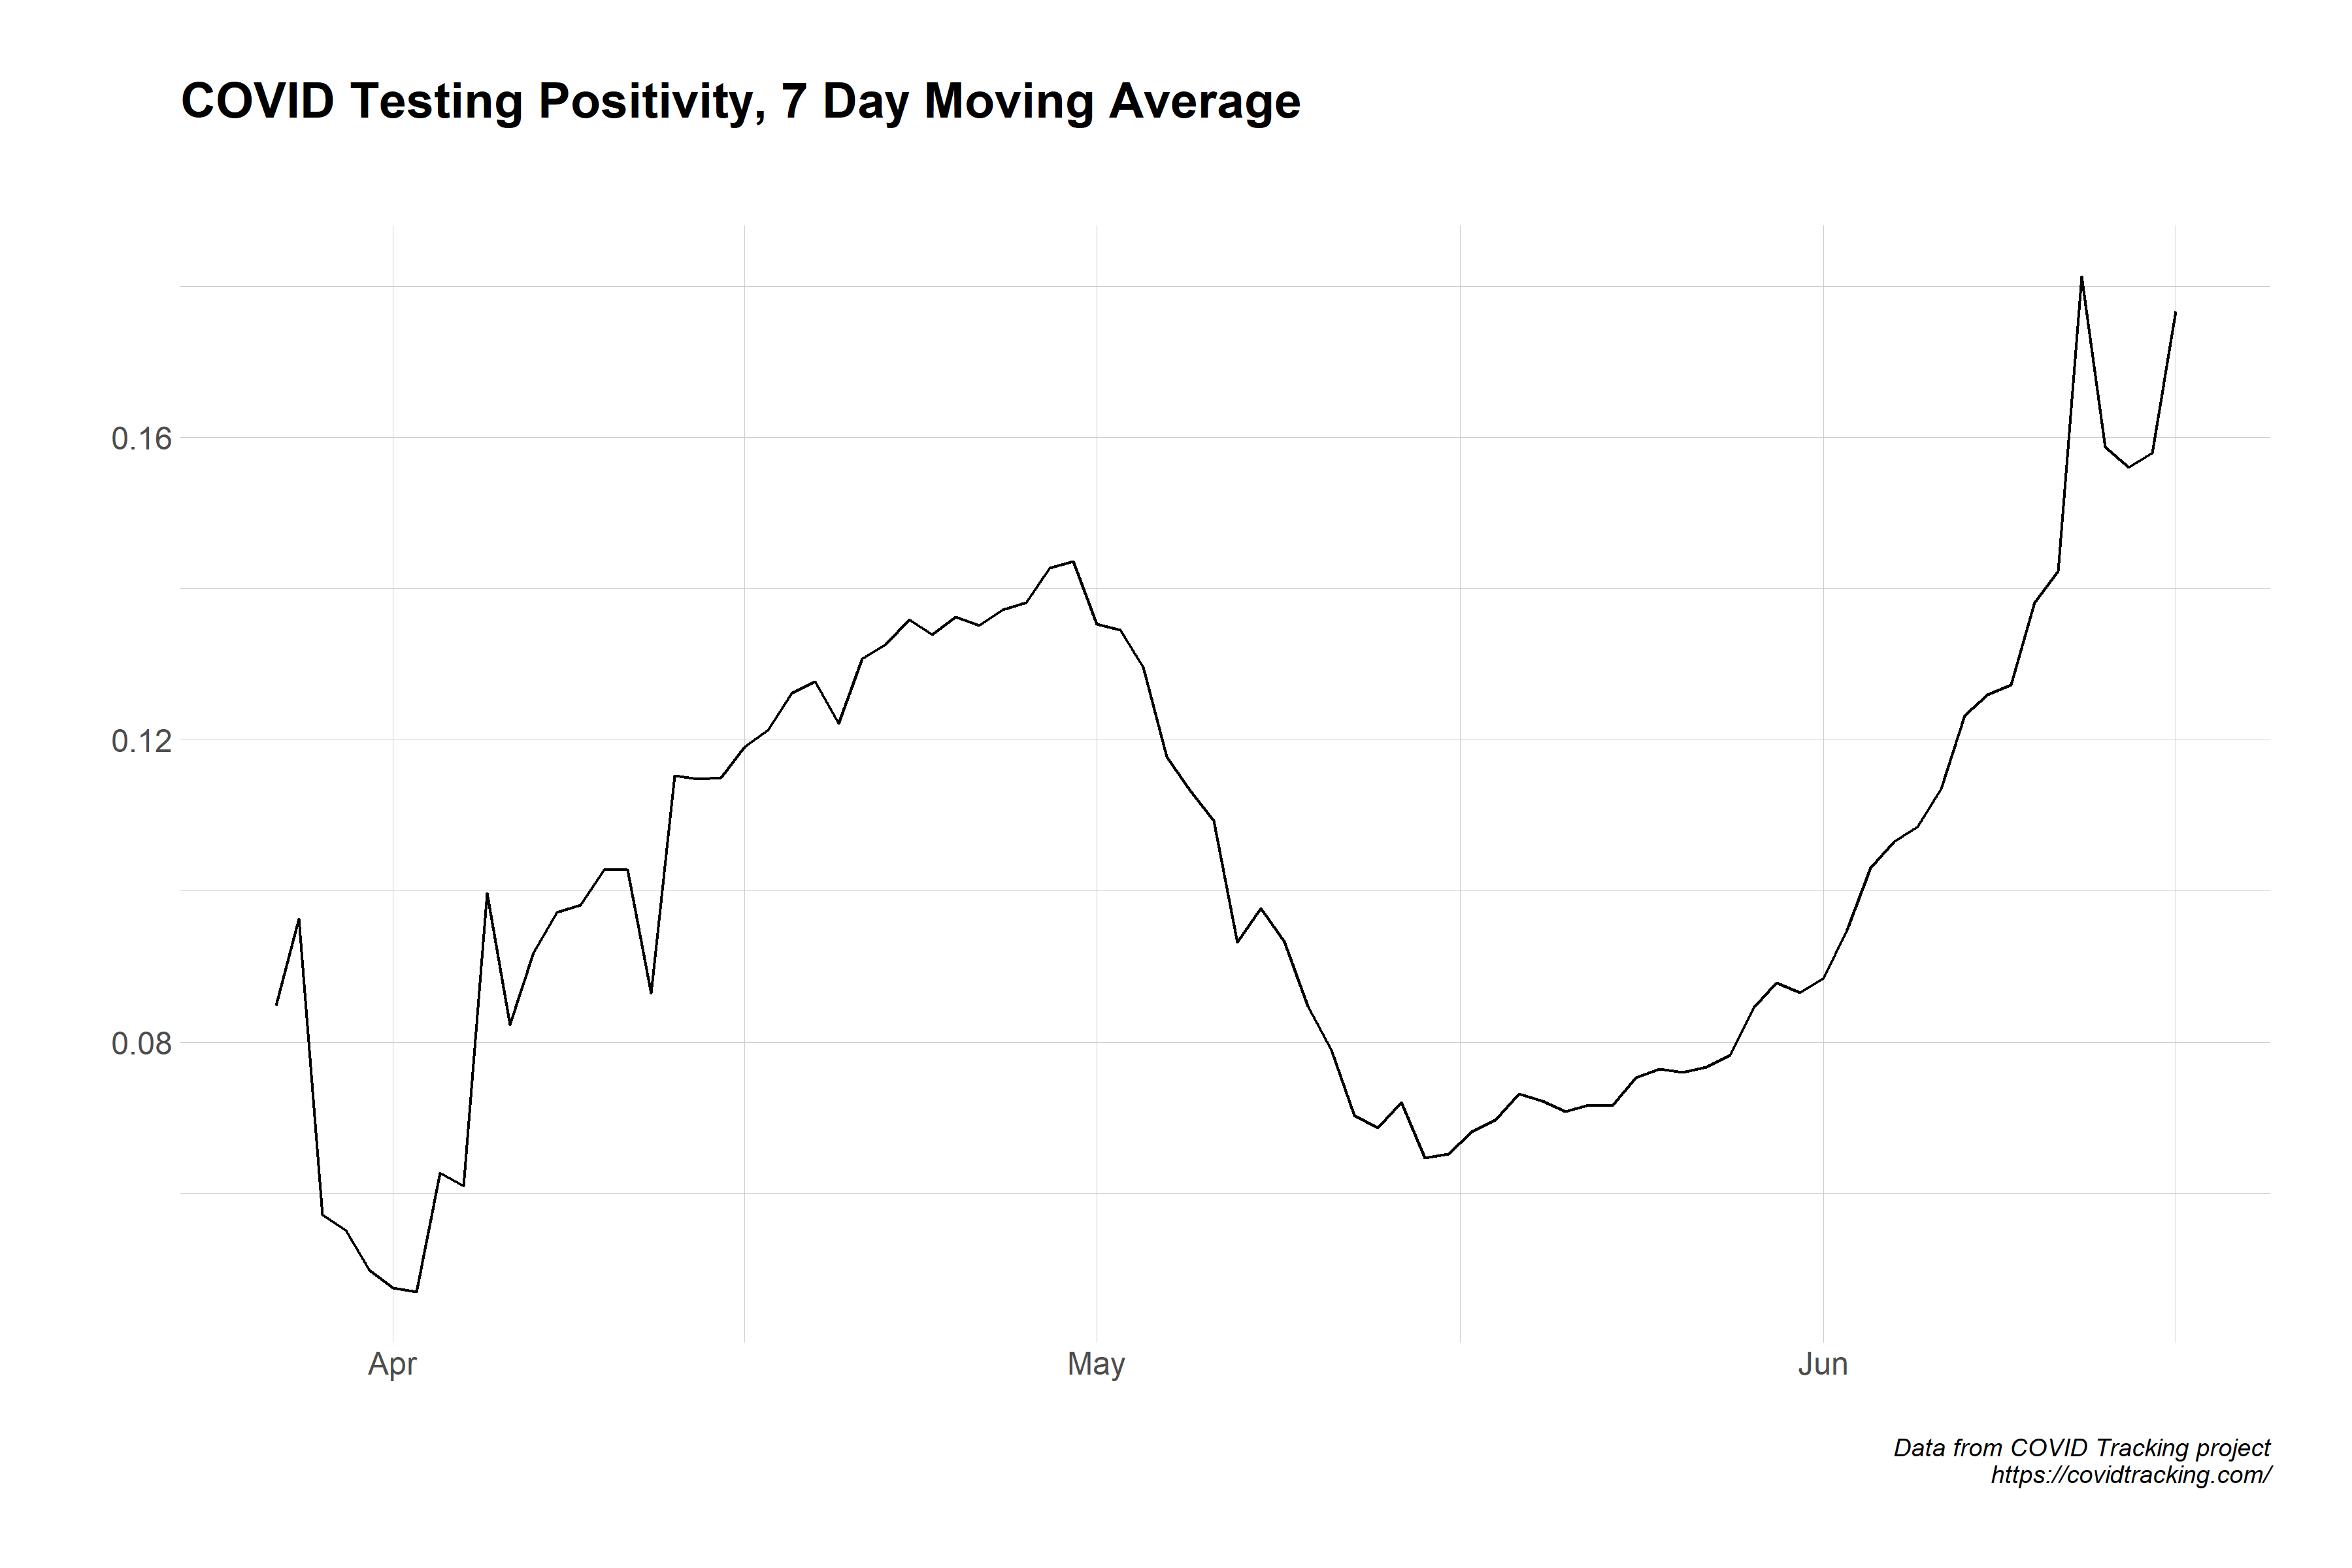 COVID Testing Positivity, 7 Day Moving Average
0.16
0.12
0.08
Apr May Jun
Data from COVID Tracking project
https://covidtracking.com/